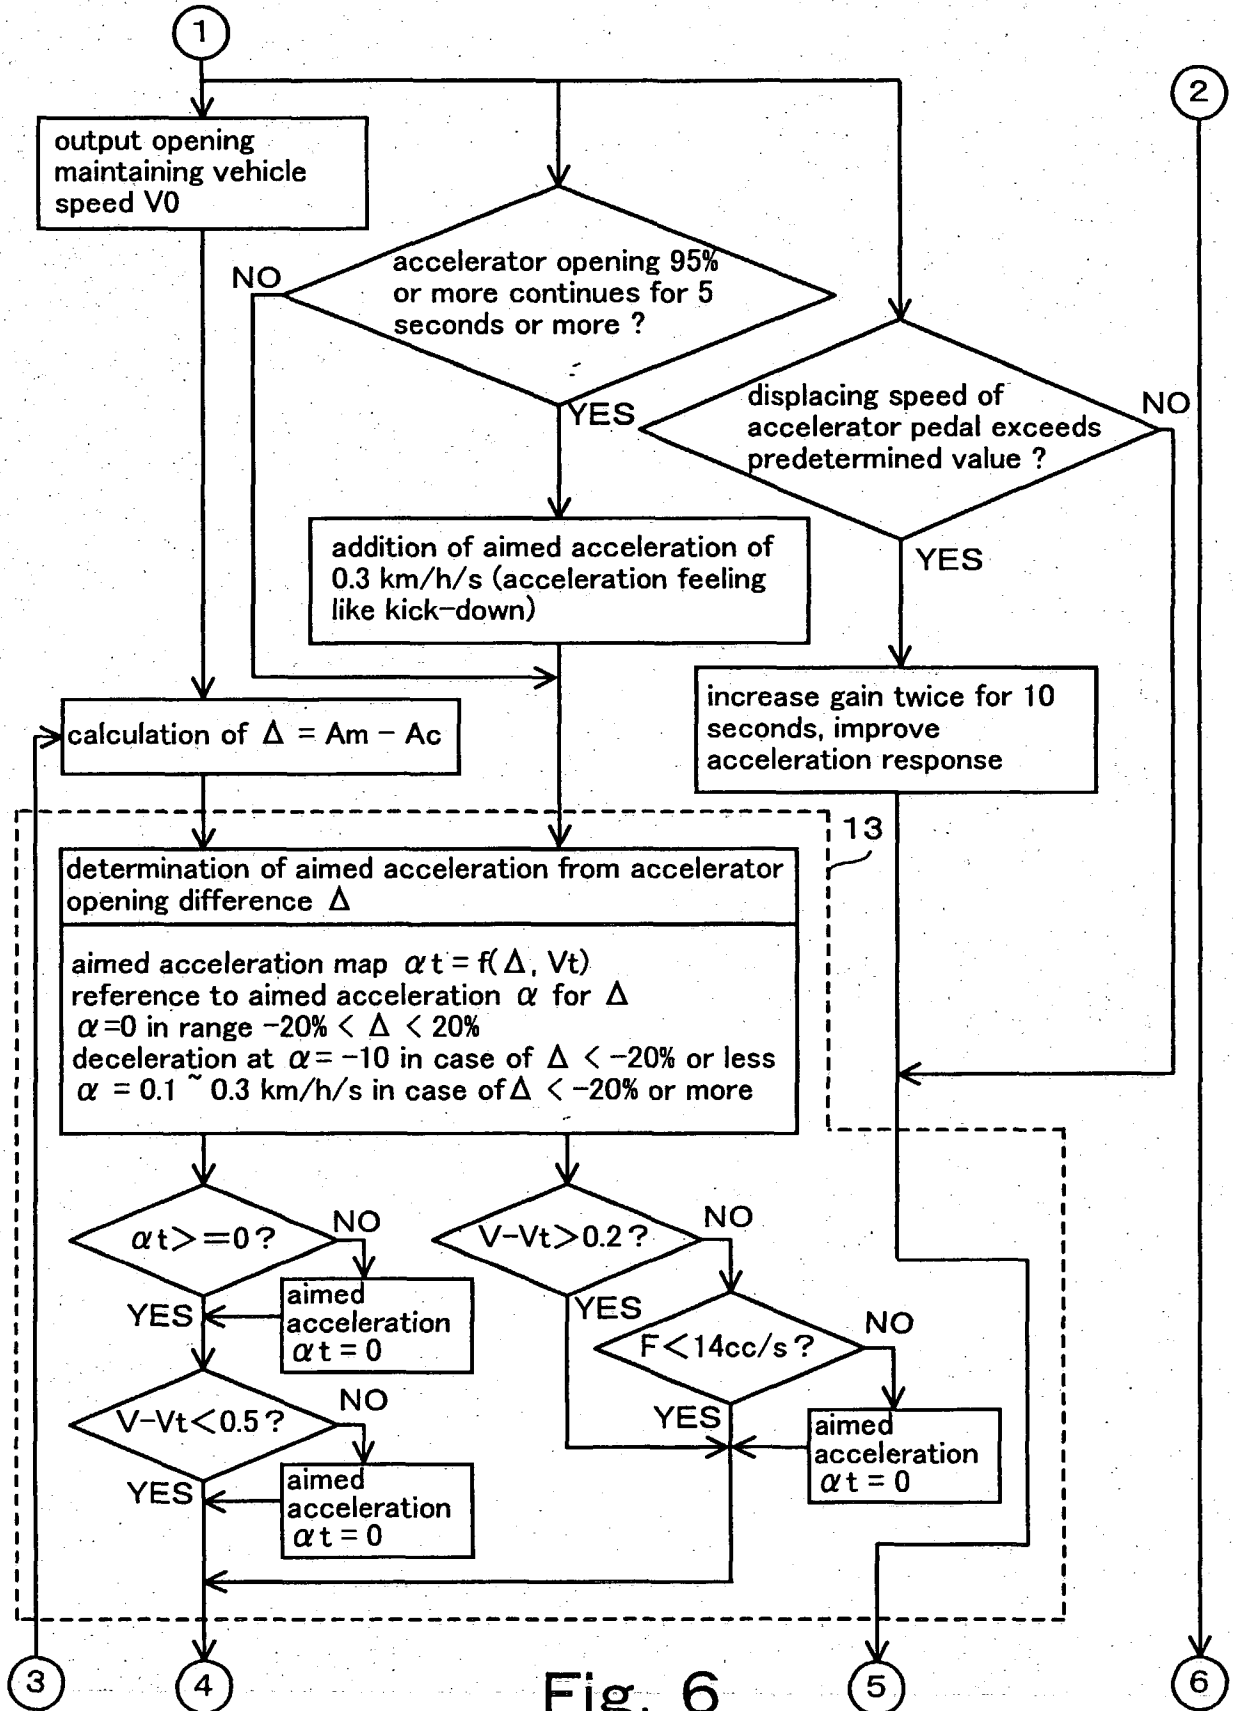 1
2
output opening
maintaining vehicle
speed V0
accelerator opening 95%
or more continues for 5
seconds or more ?
NO
YES
displacing speed of
accelerator pedal exceeds
predetermined value ?
NO
YES
addition of aimed acceleration of
0.3 km/h/s (acceleration feeling
like kick-down)
increase gain twice for 10
seconds, improve
acceleration response
calculation of Δ = Am - Ac
13
determination of aimed acceleration from accelerator
opening difference Δ
aimed acceleration map αt = f(Δ, Vt)
reference to aimed acceleration α for Δ
α=0 in range -20% < Δ < 20%
deceleration at α= -10 in case of Δ < -20% or less
α = 0.1 ~ 0.3 km/h/s in case of Δ < -20% or more
αt>=0?
NO
YES
aimed
acceleration
αt = 0
V-Vt>0.2?
NO
YES
F<14cc/s?
NO
YES
aimed
acceleration
αt = 0
V-Vt<0.5?
NO
YES
aimed
acceleration
αt = 0
3
4
Fig. 6
5
6